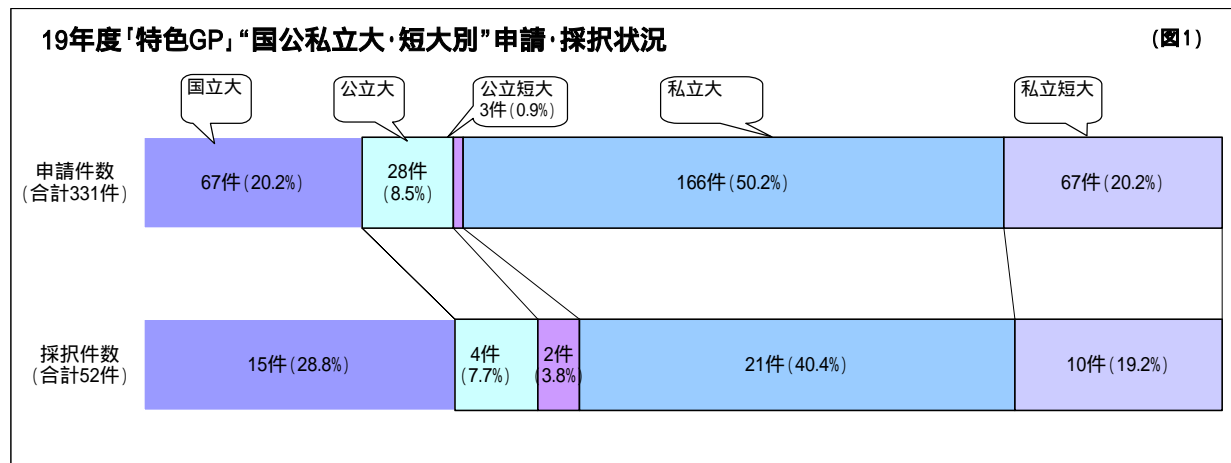 19年度「特色GP」“国公私立大・短大別”申請・採択状況
(図1)
国立大
公立大
公立短大
3件(0.9%)
私立大
私立短大
申請件数
(合計331件)
67件(20.2%)
28件
(8.5%)
166件(50.2%)
67件(20.2%)
採択件数
(合計52件)
15件(28.8%)
4件
(7.7%)
2件
(3.8%)
21件(40.4%)
10件(19.2%)